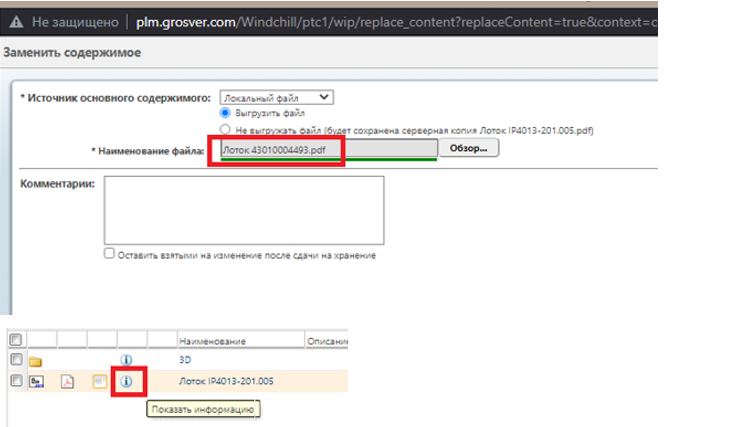 Не защищено | plm.grosver.com/Windchill/ptc1/wip/replace_content?replaceContent=true&context=c
Заменить содержимое
* Источник основного содержимого: Локальный файл
Выгрузить файл
Не выгружать файл (будет сохранена серверная копия Лоток IP4013-201.005.pdf)
* Наименование файла: Лоток 43010004493.pdf Обзор...
Комментарии:
Оставить взятыми на изменение после сдачи на хранение
Наименование Описание
3D
Лоток IP4013-201.005
Показать информацию